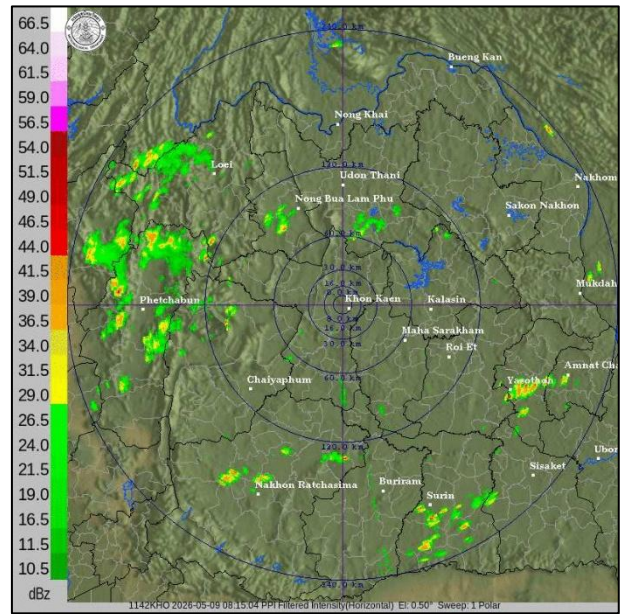 66.5
64.0
61.5
59.0
56.5
54.0
51.5
49.0
46.5
44.0
41.5
39.0
36.5
34.0
31.5
29.0
26.5
24.0
21.5
19.0
16.5
11.5
10.5
dBz
Bueng Kan
Nong Khai
Loei
Udon Thani
Nakhom
Nong Bua Lam Phu
Sakon Nakhon
Mukdah
Phetchabun
Khon Kaen
Kalasin
Maha Sarakham
Roi Et
Amnat Cha
Chaiyaphum
Yasothon
120.0 km
Ubon
Sisaket
Nakhon Ratchasima
Buriram
Surin
1142KHO 2026-05-09 08:15:04 PPI Filtered Intensity(Horizontal) El: 0.50° Sweep: 1 Polar